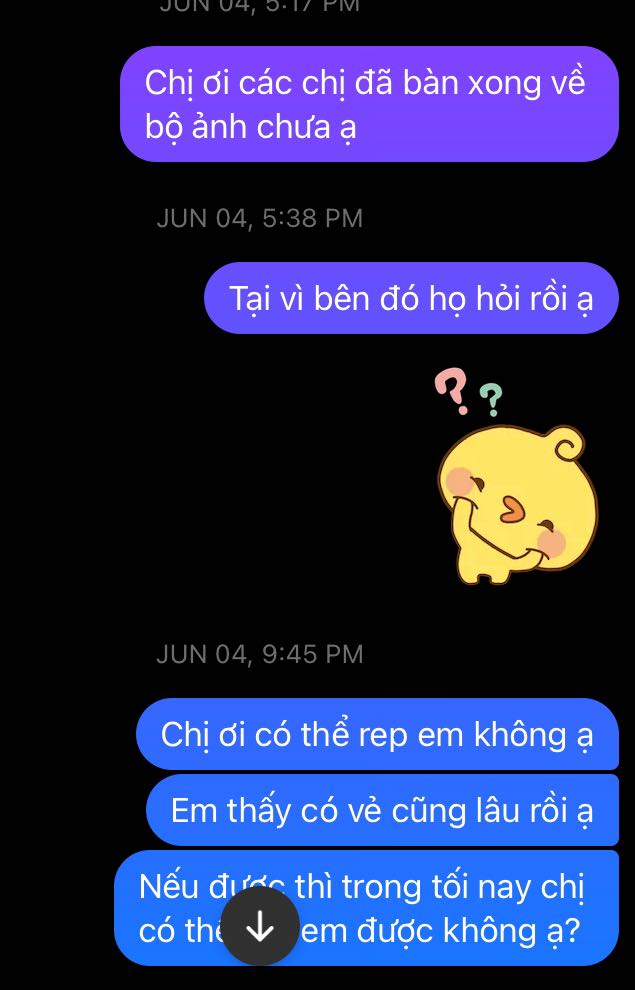 JUN 04, 5:17 PM
Chị ơi các chị đã bàn xong về
bộ ảnh chưa ạ
JUN 04, 5:38 PM
Tại vì bên đó họ hỏi rồi ạ
??
JUN 04, 9:45 PM
Chị ơi có thể rep em không ạ
Em thấy có vẻ cũng lâu rồi ạ
Nếu được thì trong tối nay chị
có em được không ạ?